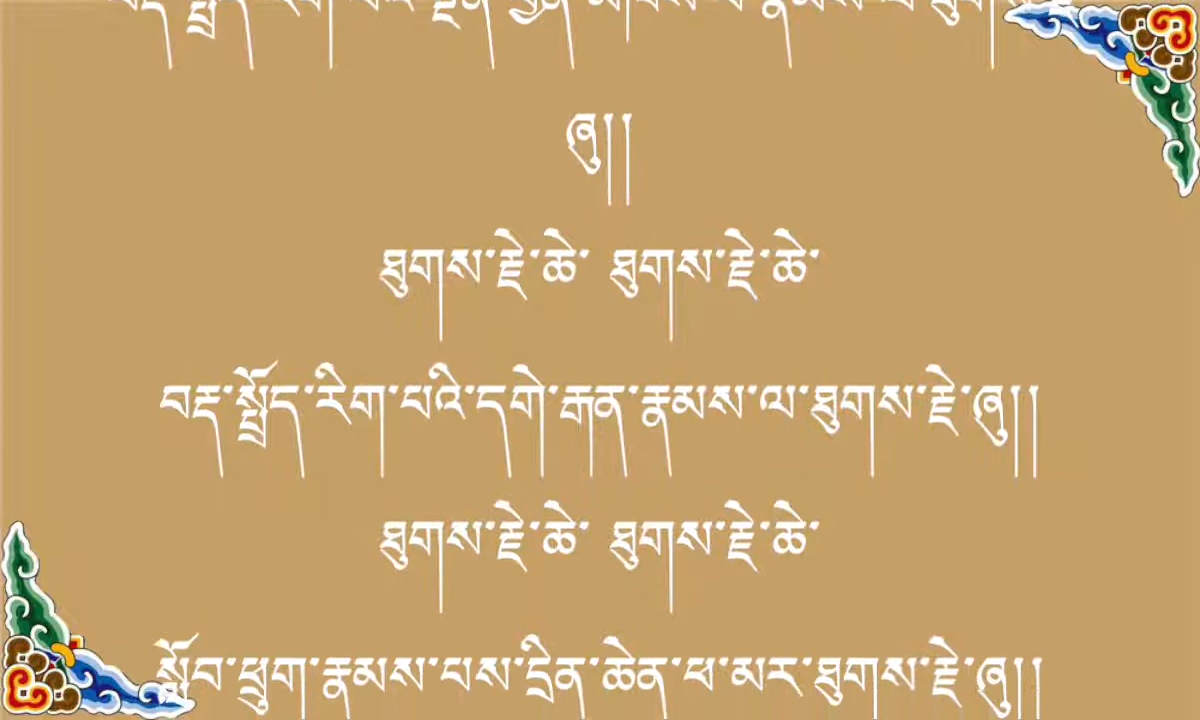 ཞུ།།
ཐུགས་རྗེ་ཆེ་ ཐུགས་རྗེ་ཆེ་
བརྡ་སྤྲོད་རིག་པའི་དགེ་རྒན་རྣམས་ལ་ཐུགས་རྗེ་ཞུ།།
ཐུགས་རྗེ་ཆེ་ ཐུགས་རྗེ་ཆེ་
སློབ་ཕྲུག་རྣམས་པས་དྲིན་ཆེན་ཕ་མར་ཐུགས་རྗེ་ཞུ།།